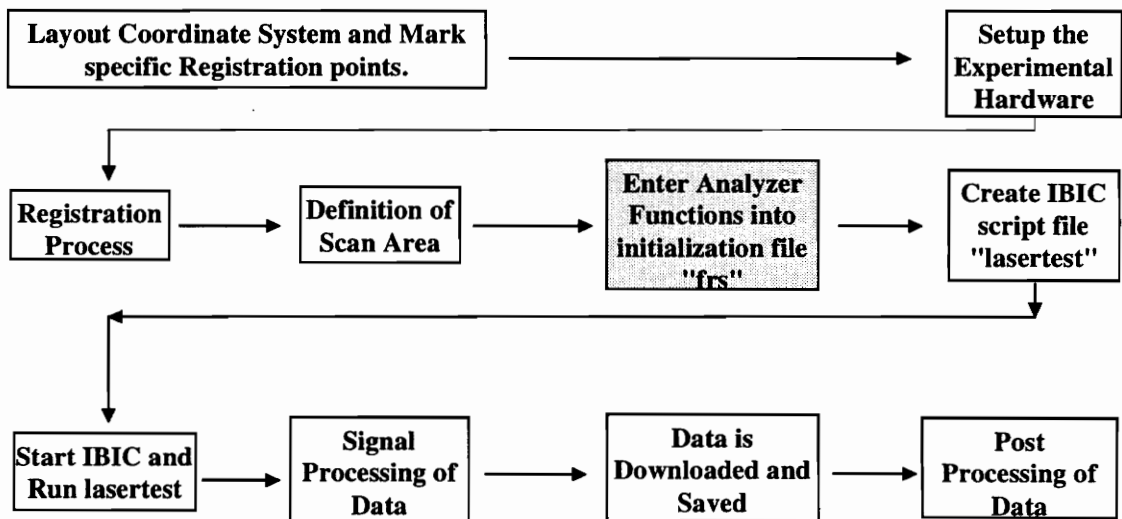 Layout Coordinate System and Mark
specific Registration points.
Setup the
Experimental
Hardware
Registration
Process
Definition of
Scan Area
Enter Analyzer
Functions into
initialization file
"frs"
Create IBIC
script file
"lasertest"
Start IBIC and
Run lasertest
Signal
Processing of
Data
Data is
Downloaded and
Saved
Post
Processing of
Data